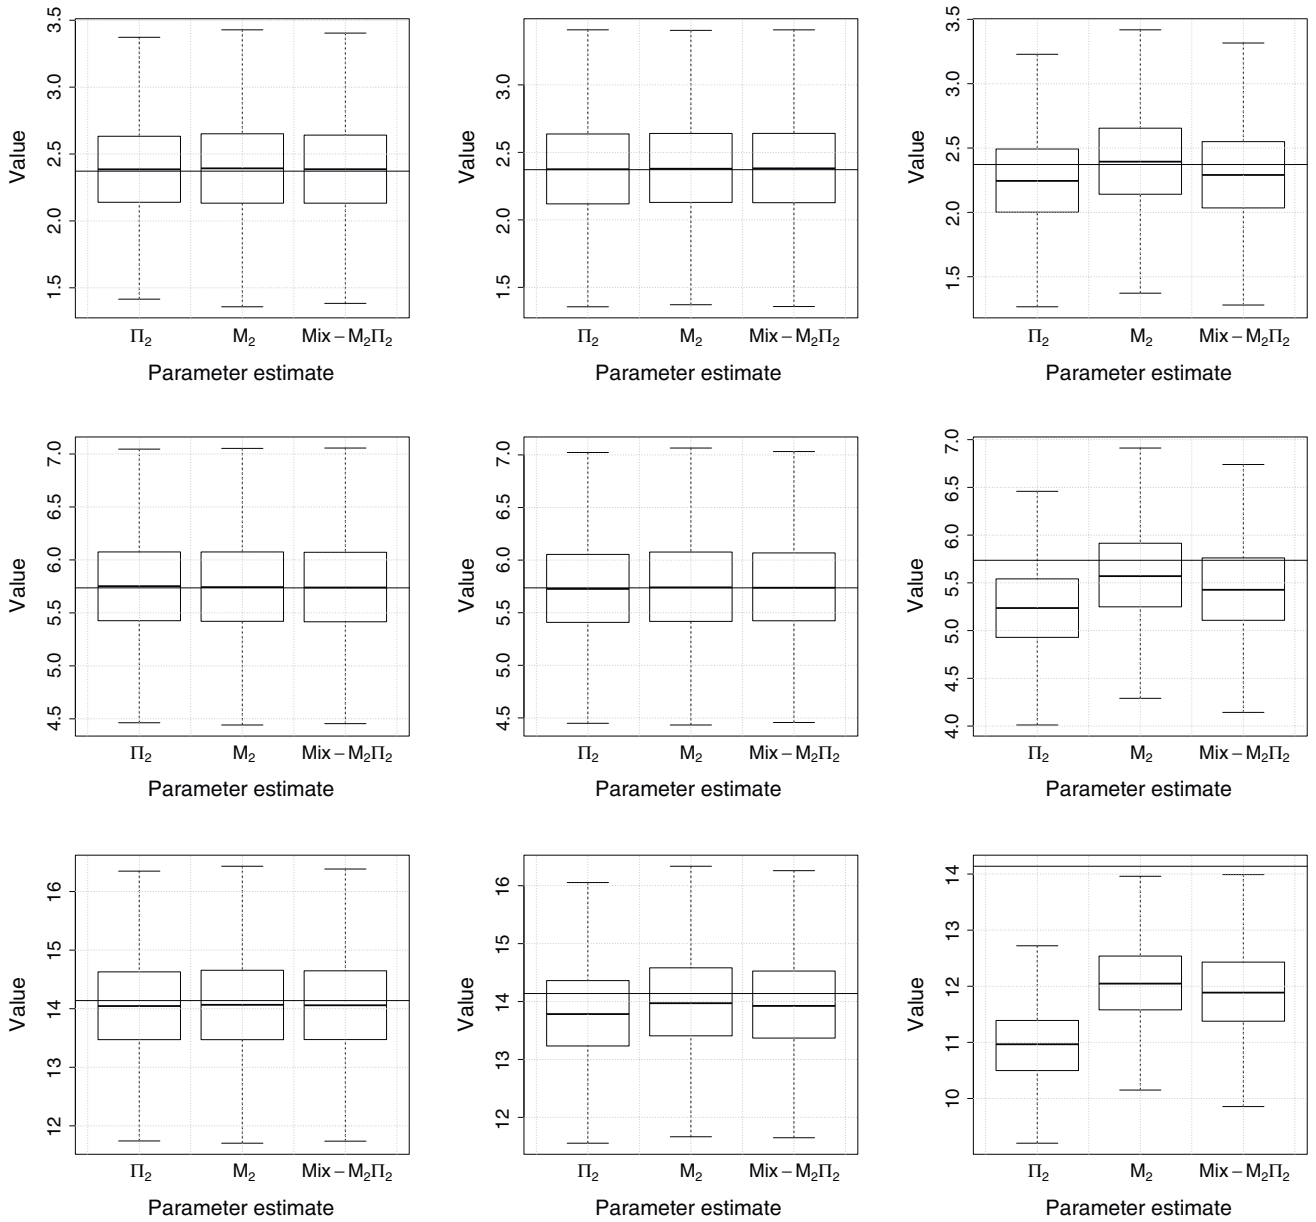 Value
3.5
3.0
2.5
2.0
1.5
Π₂ M₂ Mix – M₂Π₂
Parameter estimate
Value
3.0
2.5
2.0
1.5
Π₂ M₂ Mix – M₂Π₂
Parameter estimate
Value
3.5
3.0
2.5
2.0
1.5
Π₂ M₂ Mix – M₂Π₂
Parameter estimate
Value
7.0
6.5
6.0
5.5
5.0
4.5
Π₂ M₂ Mix – M₂Π₂
Parameter estimate
Value
7.0
6.5
6.0
5.5
5.0
4.5
Π₂ M₂ Mix – M₂Π₂
Parameter estimate
Value
7.0
6.5
6.0
5.5
5.0
4.5
4.0
Π₂ M₂ Mix – M₂Π₂
Parameter estimate
Value
16
15
14
13
12
Π₂ M₂ Mix – M₂Π₂
Parameter estimate
Value
16
15
14
13
12
Π₂ M₂ Mix – M₂Π₂
Parameter estimate
Value
14
13
12
11
10
Π₂ M₂ Mix – M₂Π₂
Parameter estimate